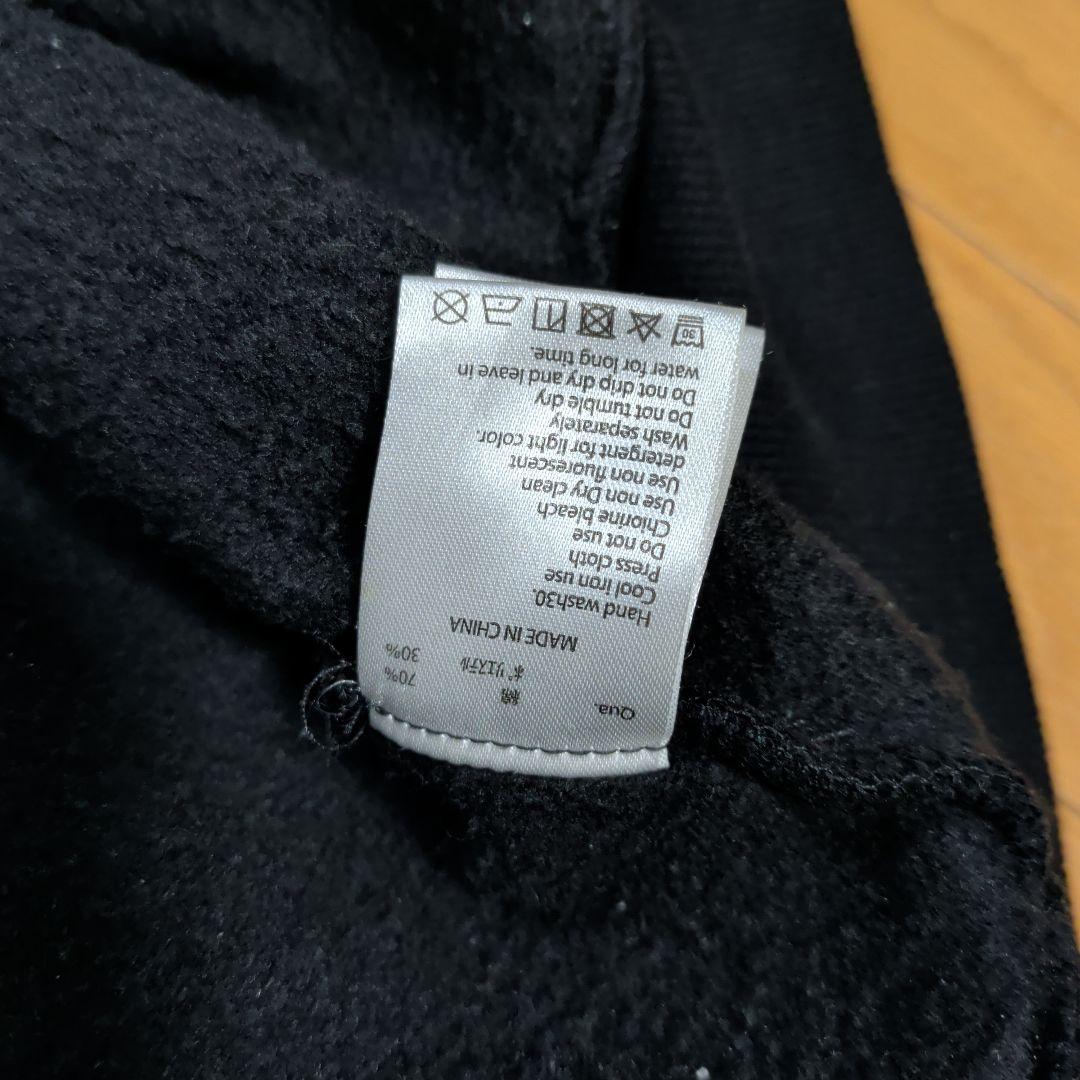 Qua.
綿 70%
ポリエステル 30%
MADE IN CHINA
Hand wash30.
Cool iron use
Press cloth
Do not use
Chlorine bleach
Use non Dry clean
Use non fluorescent
detergent for light color.
Wash separately
Do not tumble dry
Do not drip dry and leave in
water for long time.
30